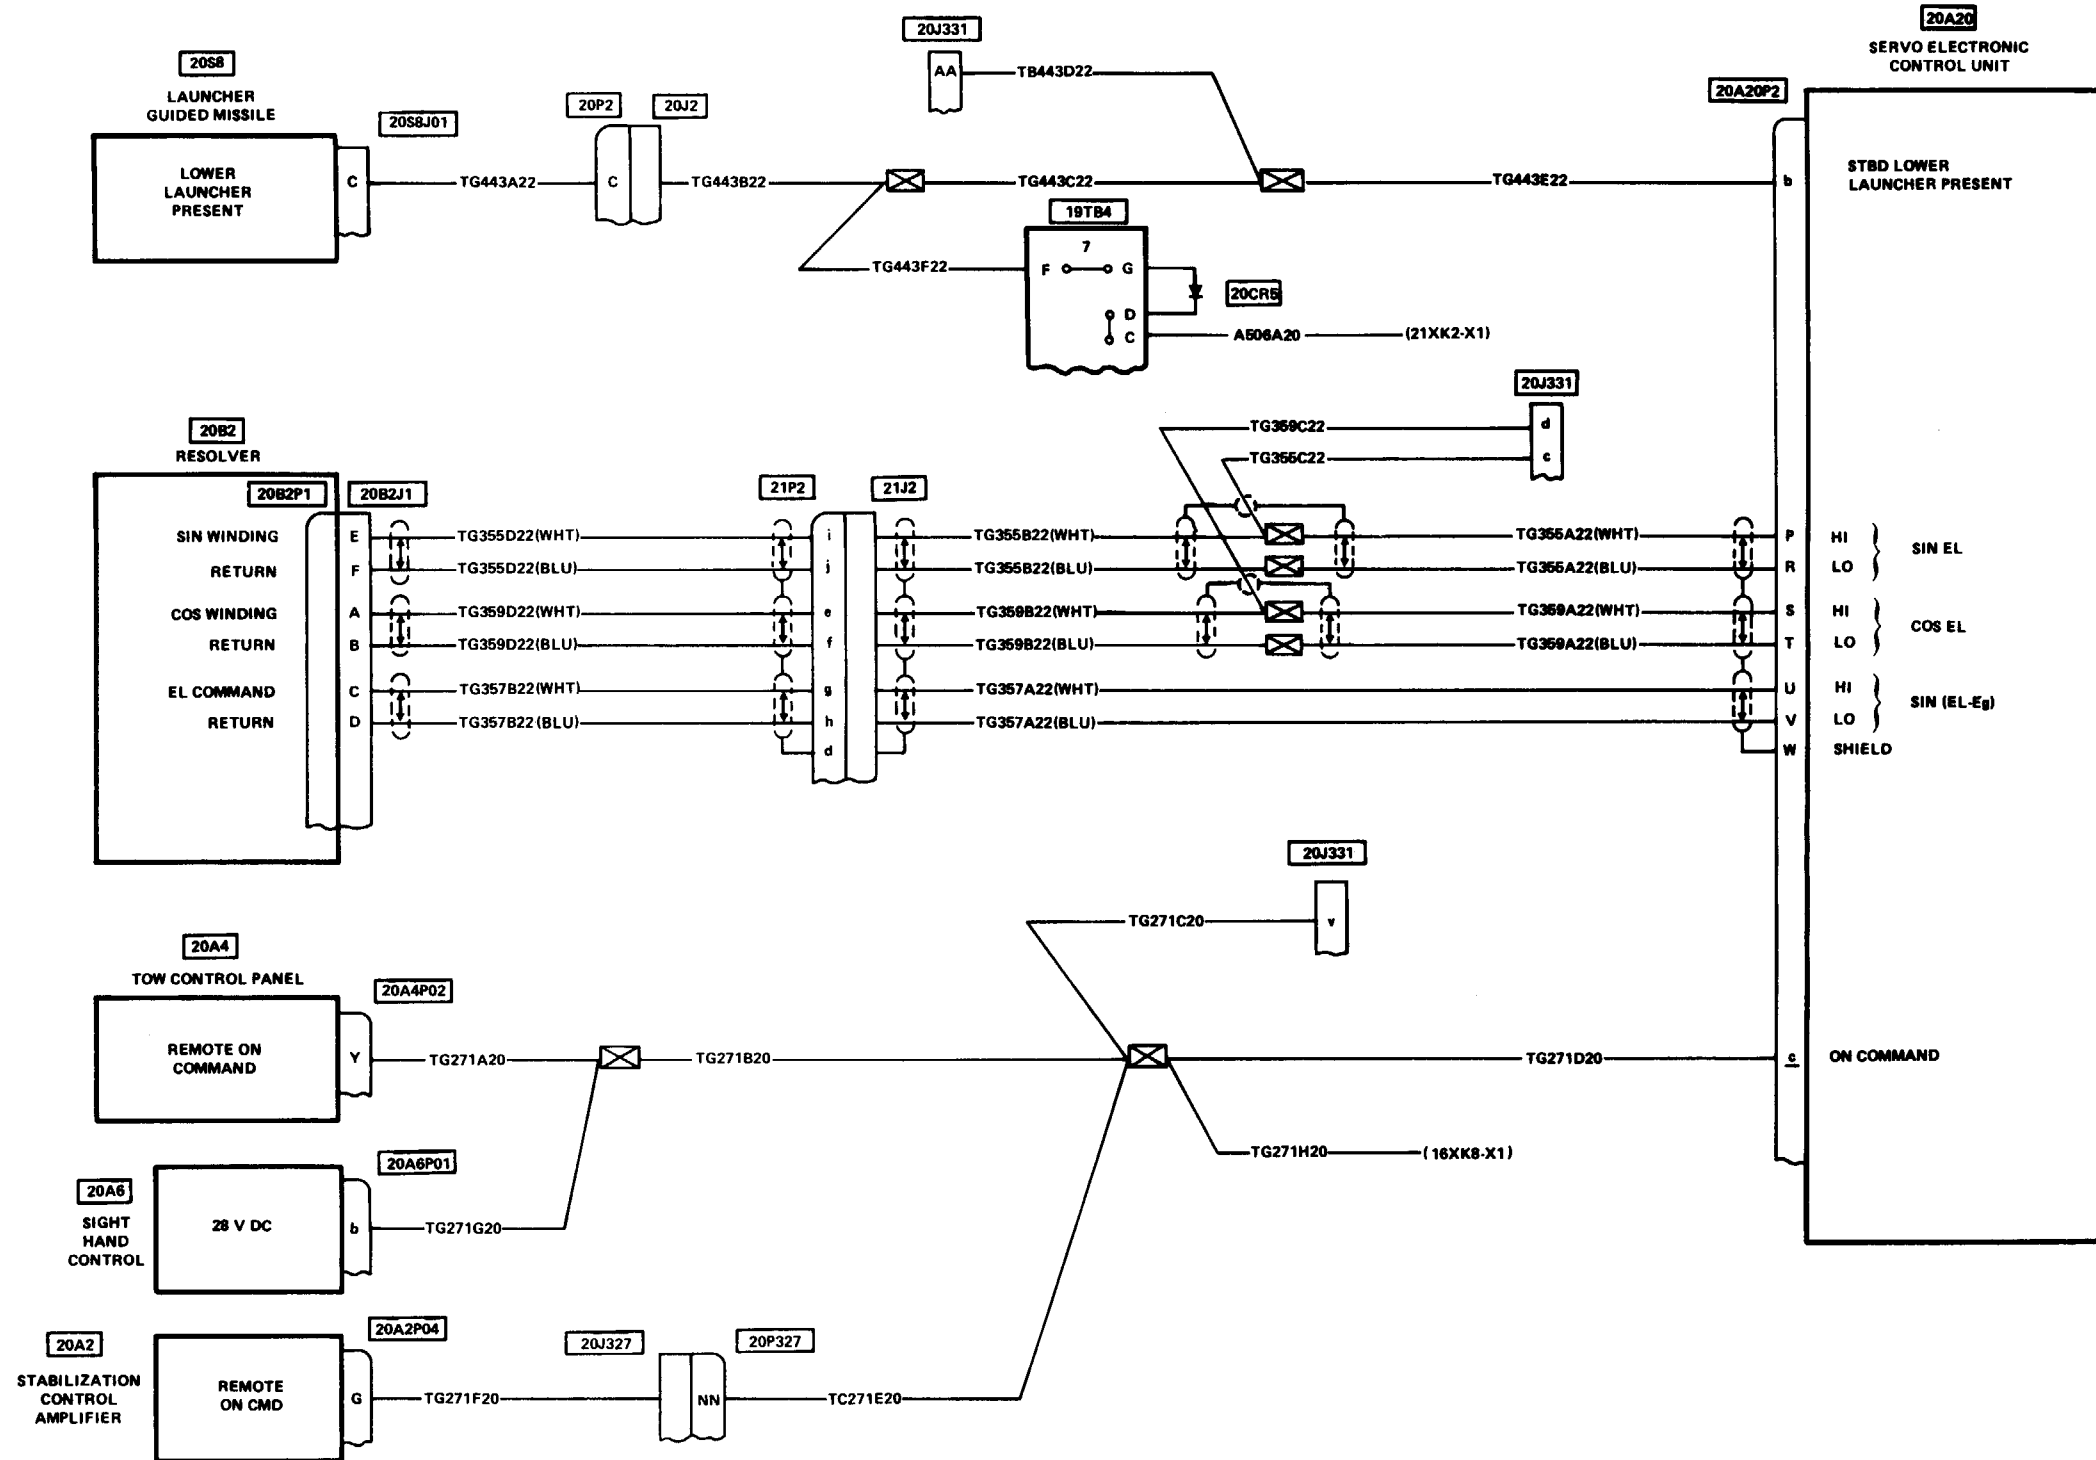 20J331
20A20
SERVO ELECTRONIC
CONTROL UNIT
20S8
LAUNCHER
GUIDED MISSILE
20S8J01
20P2
20J2
AA
TB443D22
20A20P2
LOWER
LAUNCHER
PRESENT
C
TG443A22
C
TG443B22
TG443C22
TG443E22
b
STBD LOWER
LAUNCHER PRESENT
19TB4
7
TG443F22
F
G
20CR5
D
C
A506A20
(21XK2-X1)
20J331
20B2
RESOLVER
TG359C22
d
TG355C22
c
20B2P1
20B2J1
21P2
21J2
SIN WINDING
E
TG355D22(WHT)
i
TG355B22(WHT)
TG355A22(WHT)
P
HI
SIN EL
RETURN
F
TG355D22(BLU)
j
TG355B22(BLU)
TG355A22(BLU)
R
LO
COS WINDING
A
TG359D22(WHT)
e
TG359B22(WHT)
TG359A22(WHT)
S
HI
COS EL
RETURN
B
TG359D22(BLU)
f
TG359B22(BLU)
TG359A22(BLU)
T
LO
EL COMMAND
C
TG357B22(WHT)
g
TG357A22(WHT)
U
HI
SIN (EL-Eg)
RETURN
D
TG357B22(BLU)
h
TG357A22(BLU)
V
LO
d
W
SHIELD
20J331
TG271C20
v
20A4
TOW CONTROL PANEL
20A4P02
REMOTE ON
COMMAND
Y
TG271A20
TG271B20
TG271D20
c
ON COMMAND
TG271H20
(16XK8-X1)
20A6P01
20A6
SIGHT
HAND
CONTROL
28 V DC
b
TG271G20
20A2P04
20J327
20P327
20A2
STABILIZATION
CONTROL
AMPLIFIER
REMOTE
ON CMD
G
TG271F20
NN
TC271E20